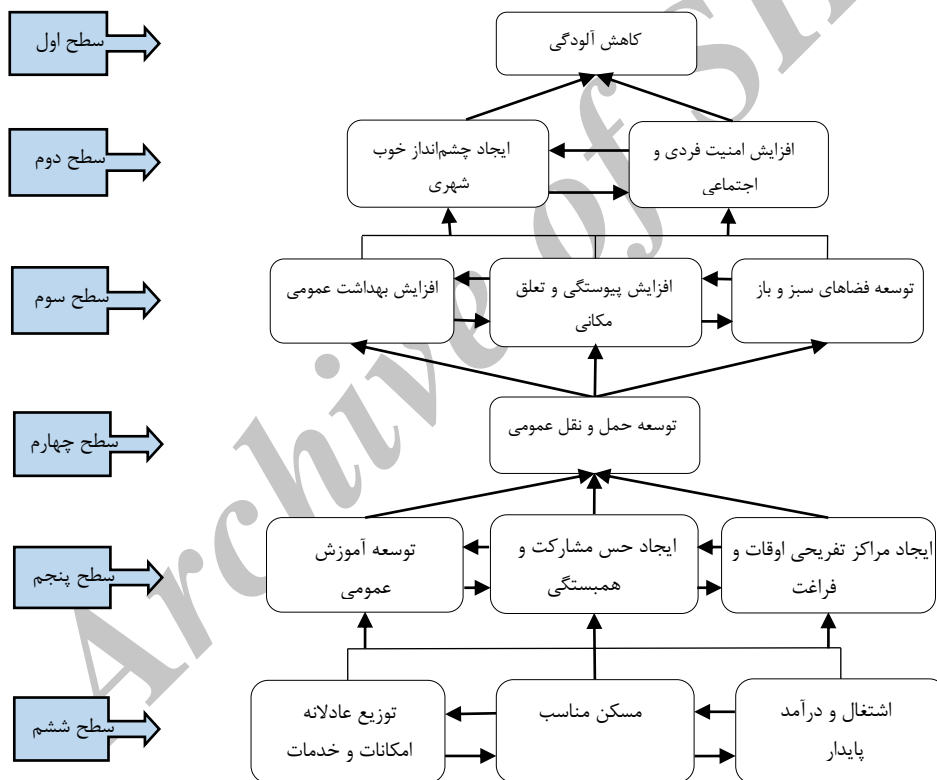 سطح اول
کاهش آلودگی
سطح دوم
افزایش امنیت فردی و
اجتماعی
ایجاد چشم‌انداز خوب
شهری
سطح سوم
توسعه فضاهای سبز و باز
افزایش پیوستگی و تعلق
مکانی
افزایش بهداشت عمومی
سطح چهارم
توسعه حمل و نقل عمومی
سطح پنجم
ایجاد مراکز تفریحی اوقات و
فراغت
ایجاد حس مشارکت و
همبستگی
توسعه آموزش
عمومی
سطح ششم
اشتغال و درآمد
پایدار
مسکن مناسب
توزیع عادلانه
امکانات و خدمات
Archive of